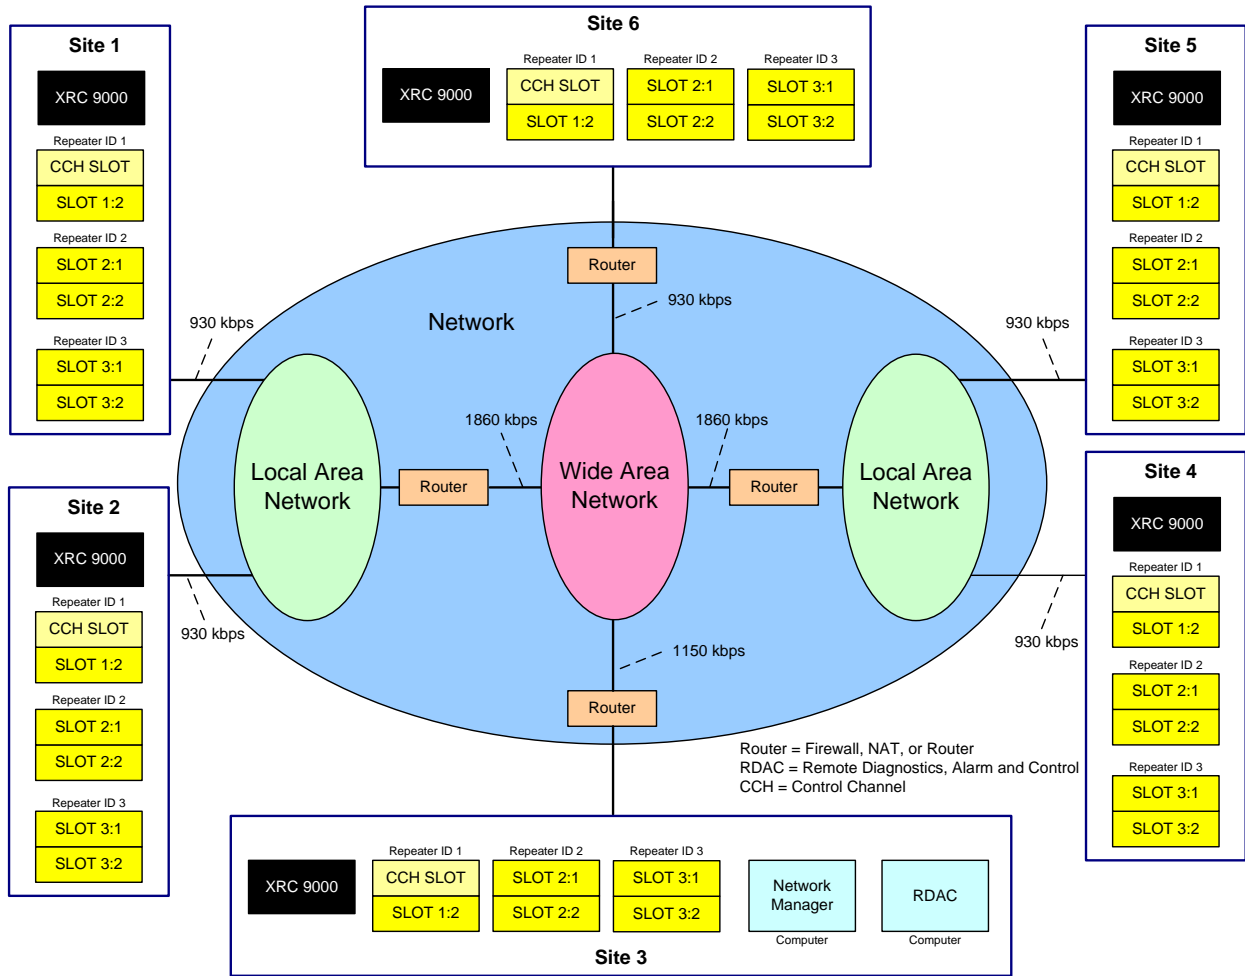 Site 1
XRC 9000
Repeater ID 1
CCH SLOT
SLOT 1:2
Repeater ID 2
SLOT 2:1
SLOT 2:2
Repeater ID 3
SLOT 3:1
SLOT 3:2
Site 6
XRC 9000
Repeater ID 1
CCH SLOT
SLOT 1:2
Repeater ID 2
SLOT 2:1
SLOT 2:2
Repeater ID 3
SLOT 3:1
SLOT 3:2
Site 5
XRC 9000
Repeater ID 1
CCH SLOT
SLOT 1:2
Repeater ID 2
SLOT 2:1
SLOT 2:2
Repeater ID 3
SLOT 3:1
SLOT 3:2
Router
930 kbps
Network
930 kbps
930 kbps
1860 kbps
1860 kbps
Local Area
Network
Router
Wide Area
Network
Router
Local Area
Network
930 kbps
930 kbps
1150 kbps
Router
Site 2
XRC 9000
Repeater ID 1
CCH SLOT
SLOT 1:2
Repeater ID 2
SLOT 2:1
SLOT 2:2
Repeater ID 3
SLOT 3:1
SLOT 3:2
Site 4
XRC 9000
Repeater ID 1
CCH SLOT
SLOT 1:2
Repeater ID 2
SLOT 2:1
SLOT 2:2
Repeater ID 3
SLOT 3:1
SLOT 3:2
Router = Firewall, NAT, or Router
RDAC = Remote Diagnostics, Alarm and Control
CCH = Control Channel
XRC 9000
Repeater ID 1
CCH SLOT
SLOT 1:2
Repeater ID 2
SLOT 2:1
SLOT 2:2
Repeater ID 3
SLOT 3:1
SLOT 3:2
Network
Manager
Computer
RDAC
Computer
Site 3